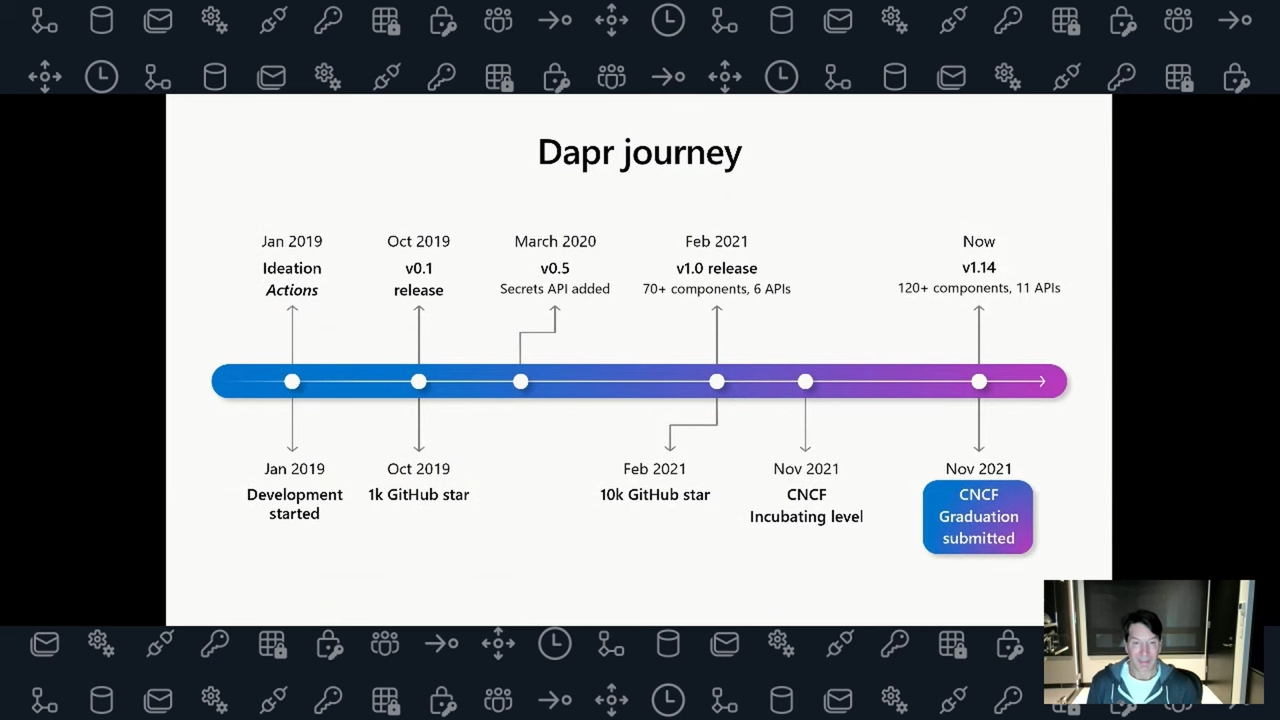 Dapr journey
Jan 2019
Ideation
Actions
Oct 2019
v0.1
release
March 2020
v0.5
Secrets API added
Feb 2021
v1.0 release
70+ components, 6 APIs
Now
v1.14
120+ components, 11 APIs
Jan 2019
Development
started
Oct 2019
1k GitHub star
Feb 2021
10k GitHub star
Nov 2021
CNCF
Incubating level
Nov 2021
CNCF
Graduation
submitted